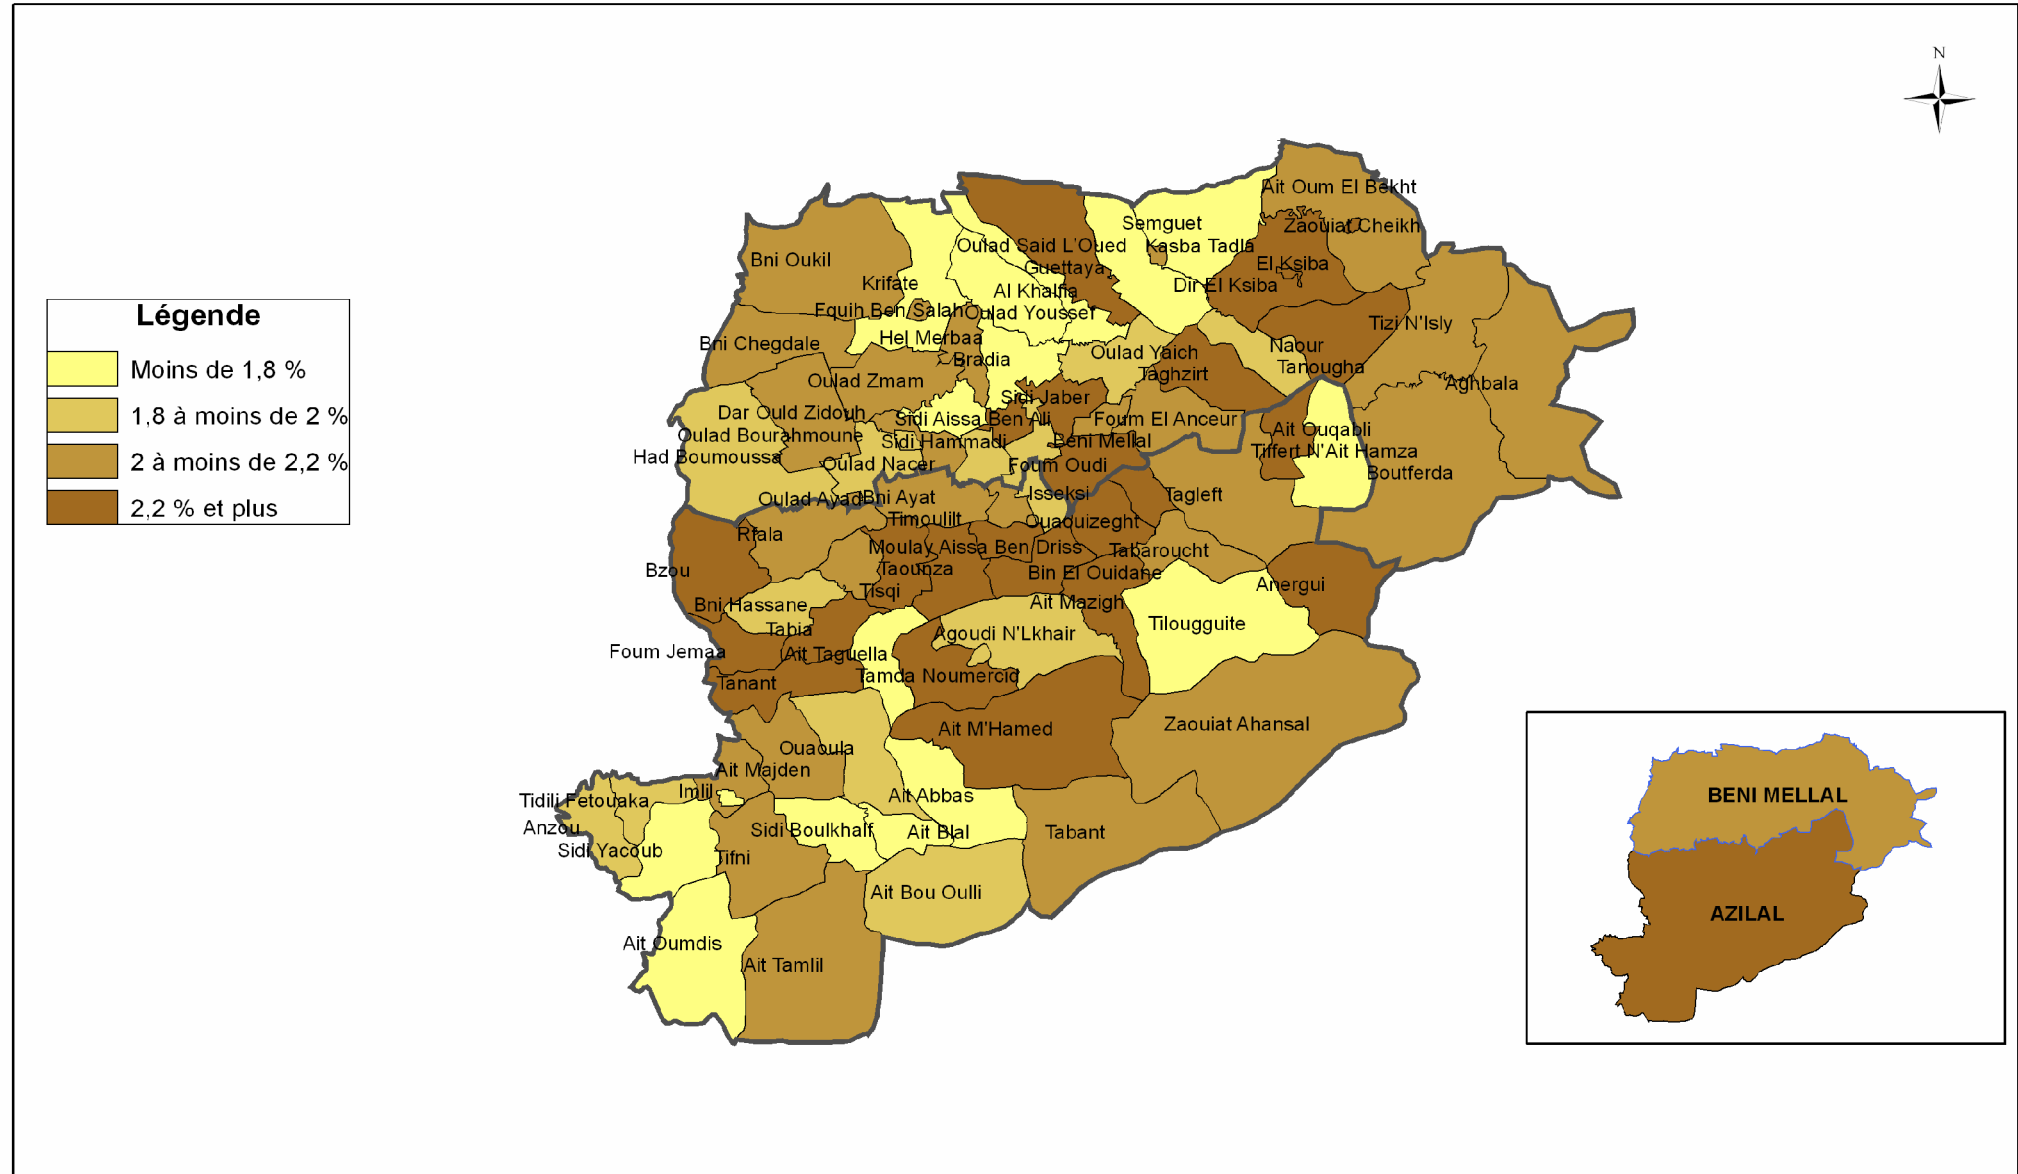 N
Légende
Moins de 1,8 %
1,8 à moins de 2 %
2 à moins de 2,2 %
2,2 % et plus
Ait Oum El Bekht
Semguet
Zaouiat Cheikh
Oulad Said L'Oued
Kasba Tadla
Bni Oukil
Guettaya
El Ksiba
Krifate
Al Khalfia
Dir El Ksiba
Fquih Ben Salah
Oulad Youssef
Tizi N'Isly
Hel Merbaa
Bni Chegdale
Naour
Bradia
Oulad Yaich
Tanougha
Taghzirt
Oulad Zmam
Aghbala
Sidi Jaber
Dar Ould Zidouh
Sidi Aissa Ben Ali
Foum El Anceur
Ait Ouqabli
Oulad Bourahmoune
Sidi Hammadi
Beni Mellal
Tiffert N'Ait Hamza
Had Boumoussa
Oulad Nacer
Foum Oudi
Boutferda
Oulad Ayad
Bni Ayat
Isseksi
Tagleft
Timoulilt
Ouaouizeght
Rfala
Moulay Aissa Ben Driss
Tabaroucht
Bzou
Taounza
Bin El Ouidane
Anergui
Tisqi
Bni Hassane
Ait Mazigh
Tabia
Agoudi N'Lkhair
Tilougguite
Foum Jemaa
Ait Taguella
Tanant
Tamda Noumercid
Ait M'Hamed
Zaouiat Ahansal
Ouaoula
Ait Majden
Imlil
Ait Abbas
Tidili Fetouaka
Anzou
Sidi Boulkhalf
Ait Blal
Tabant
Sidi Yacoub
Tifni
Ait Bou Oulli
Ait Oumdis
Ait Tamlil
BENI MELLAL
AZILAL